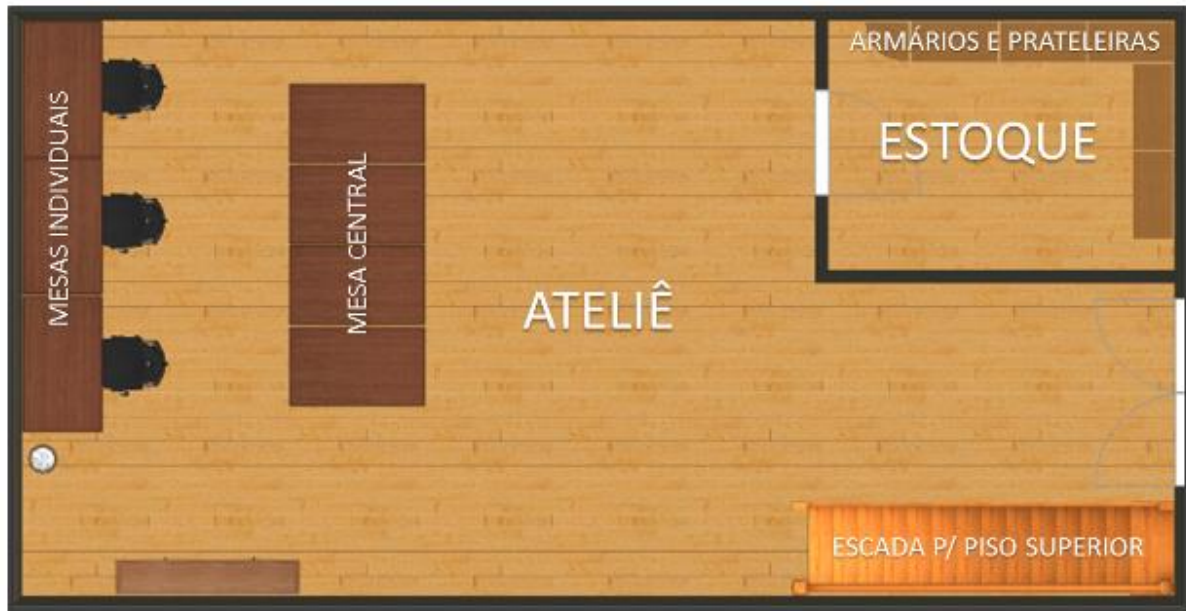 ARMÁRIOS E PRATELEIRAS
ESTOQUE
MESAS INDIVIDUAIS
MESA CENTRAL
ATELIÊ
ESCADA P/ PISO SUPERIOR